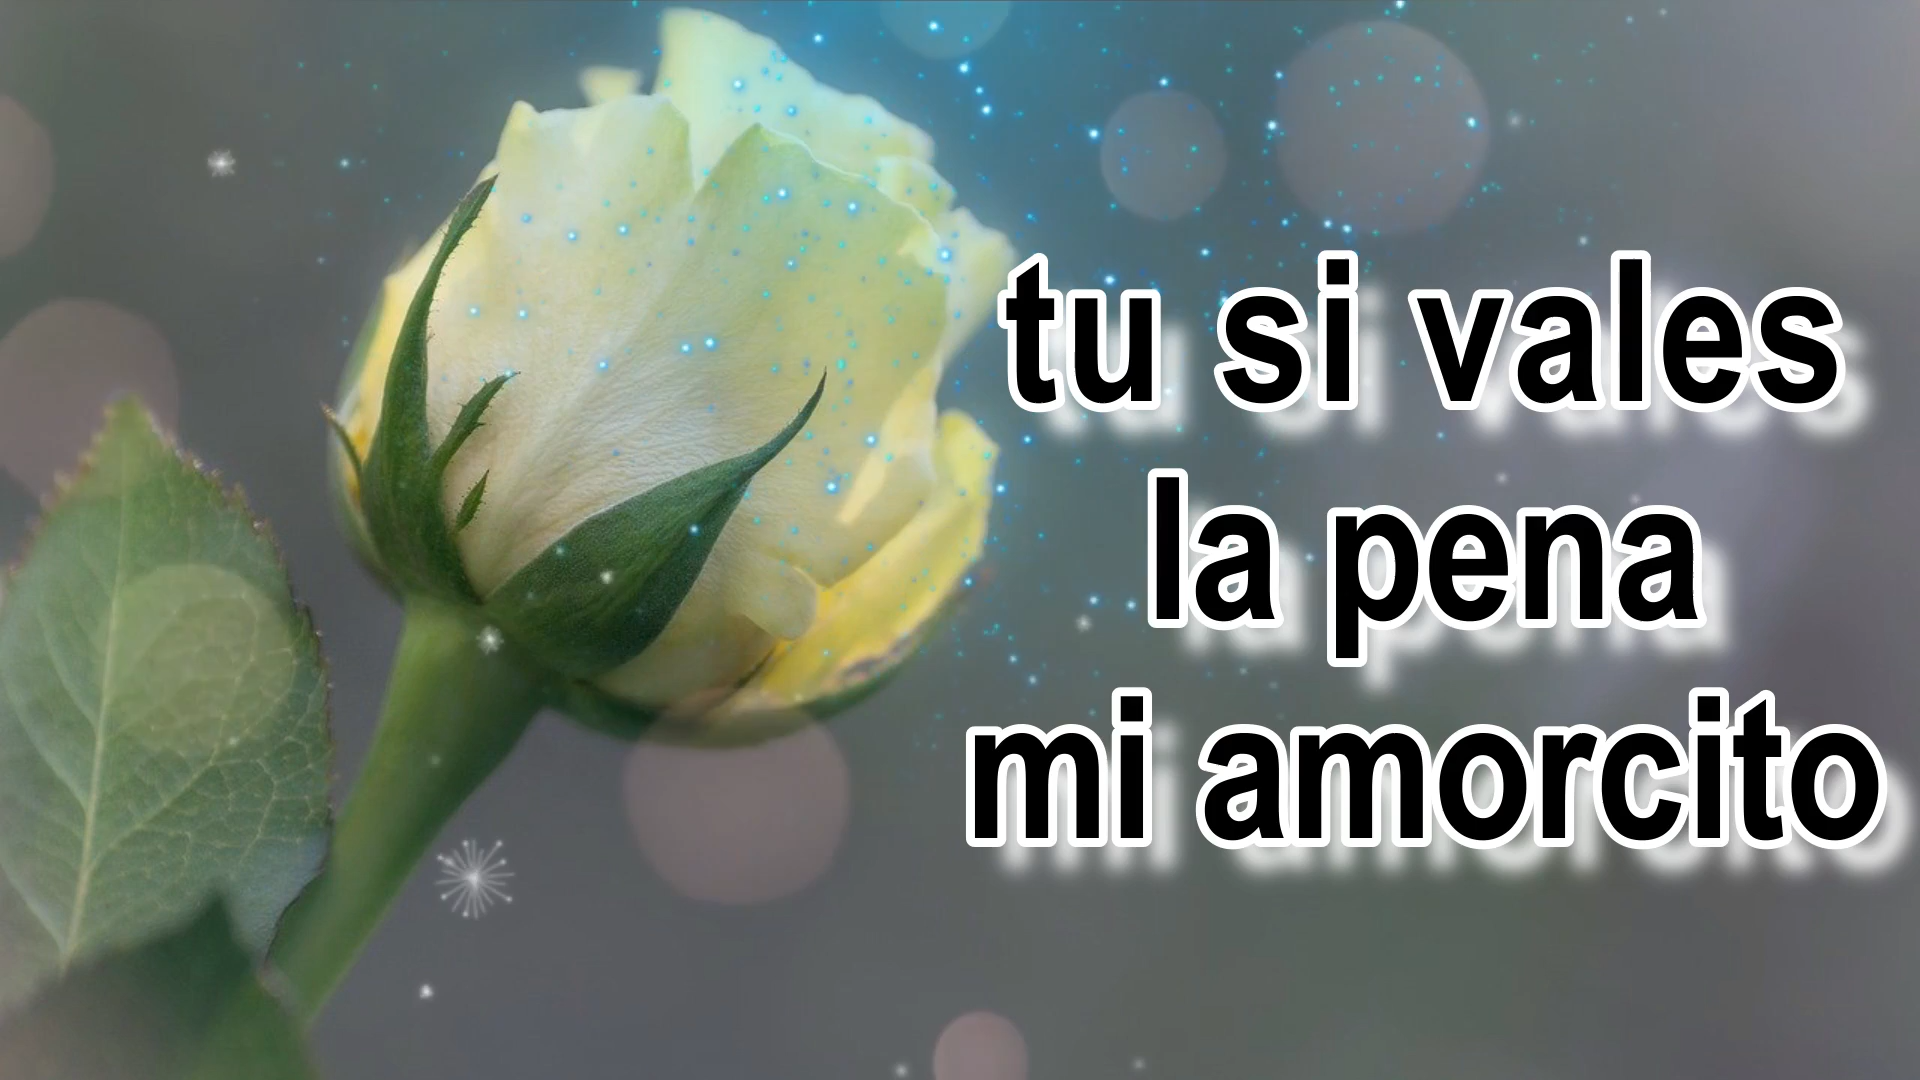 tu si vales
la pena
mi amorcito